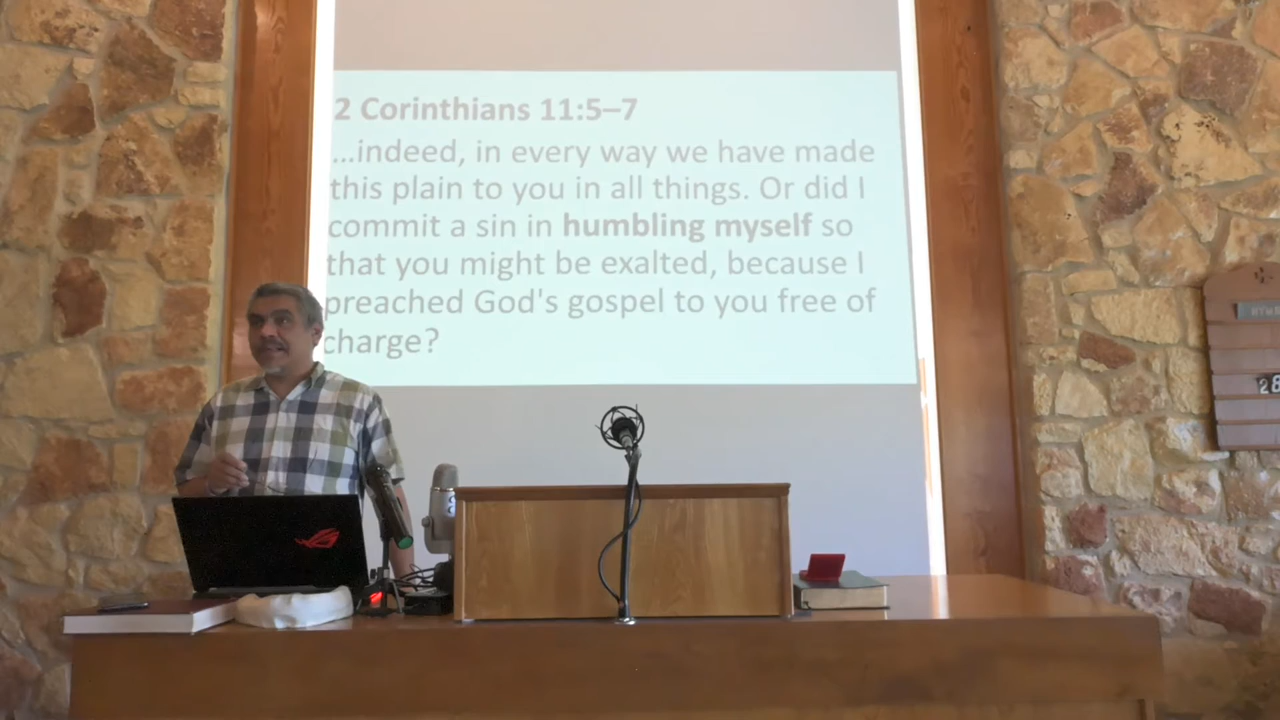 2 Corinthians 11:5–7
...indeed, in every way we have made
this plain to you in all things. Or did I
commit a sin in humbling myself so
that you might be exalted, because I
preached God's gospel to you free of
charge?
28